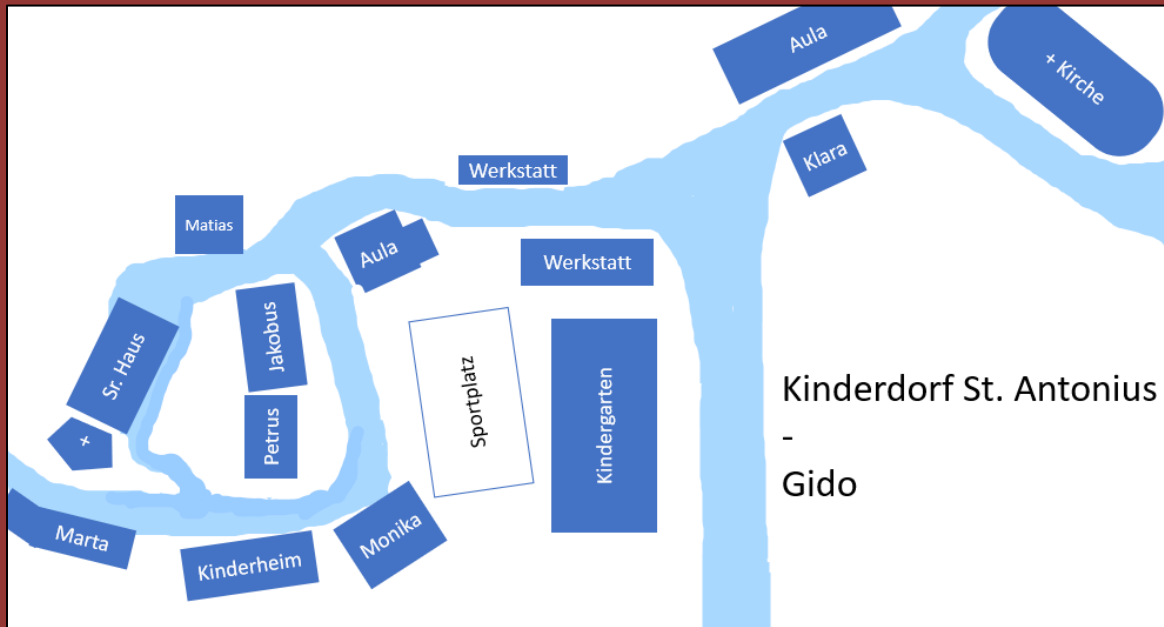 Aula
+ Kirche
Klara
Werkstatt
Matias
Aula
Werkstatt
Sr. Haus
Jakobus
Sportplatz
Kindergarten
Petrus
+
Kinderdorf St. Antonius
-
Gido
Marta
Kinderheim
Monika